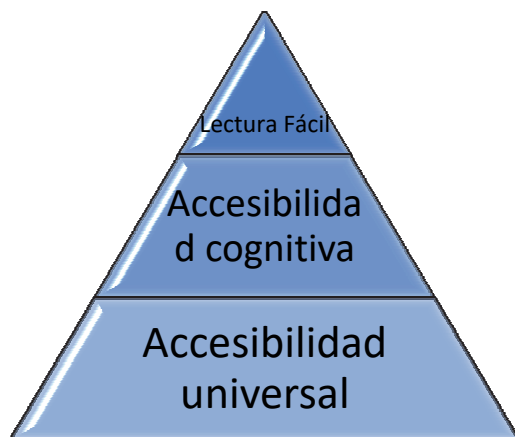 Lectura Fácil
Accesibilida
d cognitiva
Accesibilidad
universal